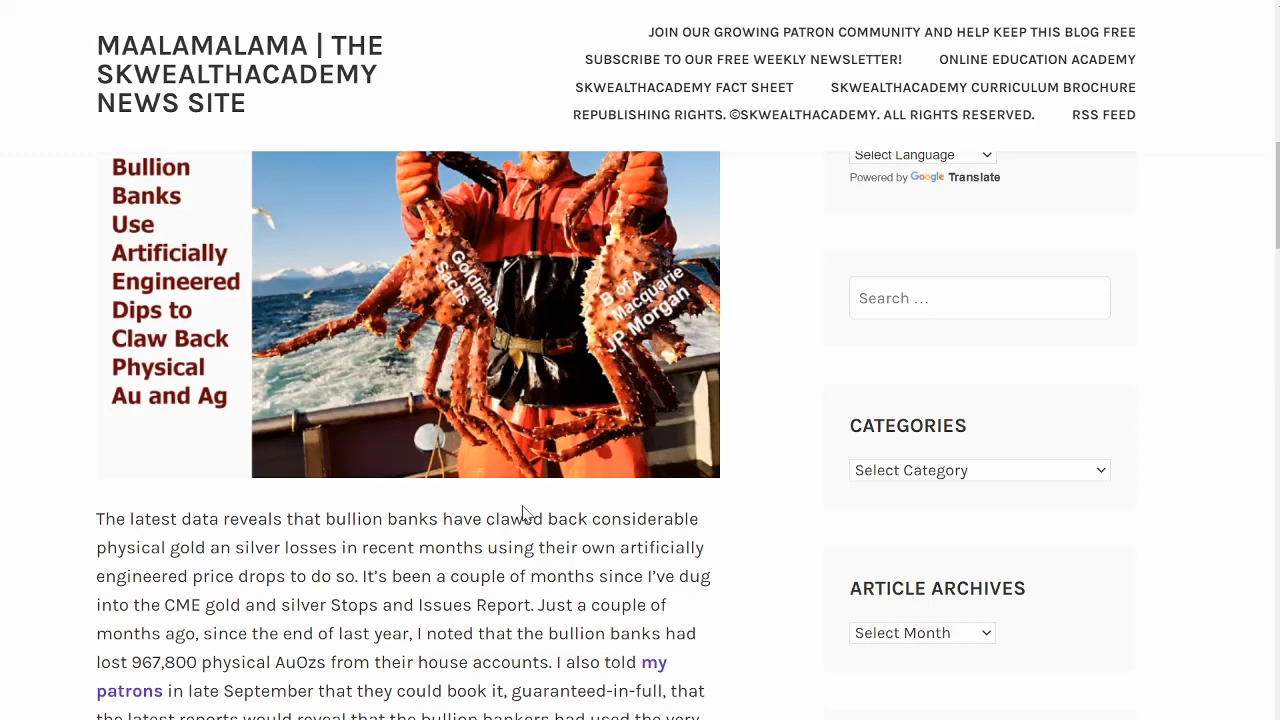 MAALAMALAMA | THE
SKWEALTHACADEMY
NEWS SITE
JOIN OUR GROWING PATRON COMMUNITY AND HELP KEEP THIS BLOG FREE
SUBSCRIBE TO OUR FREE WEEKLY NEWSLETTER! ONLINE EDUCATION ACADEMY
SKWEALTHACADEMY FACT SHEET SKWEALTHACADEMY CURRICULUM BROCHURE
REPUBLISHING RIGHTS. ©SKWEALTHACADEMY. ALL RIGHTS RESERVED. RSS FEED
Bullion
Banks
Use
Artificially
Engineered
Dips to
Claw Back
Physical
Au and Ag
Goldman
Sachs
B of A
Macquarie
JP Morgan
The latest data reveals that bullion banks have clawed back considerable
physical gold an silver losses in recent months using their own artificially
engineered price drops to do so. It’s been a couple of months since I’ve dug
into the CME gold and silver Stops and Issues Report. Just a couple of
months ago, since the end of last year, I noted that the bullion banks had
lost 967,800 physical AuOzs from their house accounts. I also told my
patrons in late September that they could book it, guaranteed-in-full, that
the latest reports would reveal that the bullion bankers had used the very
Select Language
Powered by Google Translate
Search …
CATEGORIES
Select Category
ARTICLE ARCHIVES
Select Month